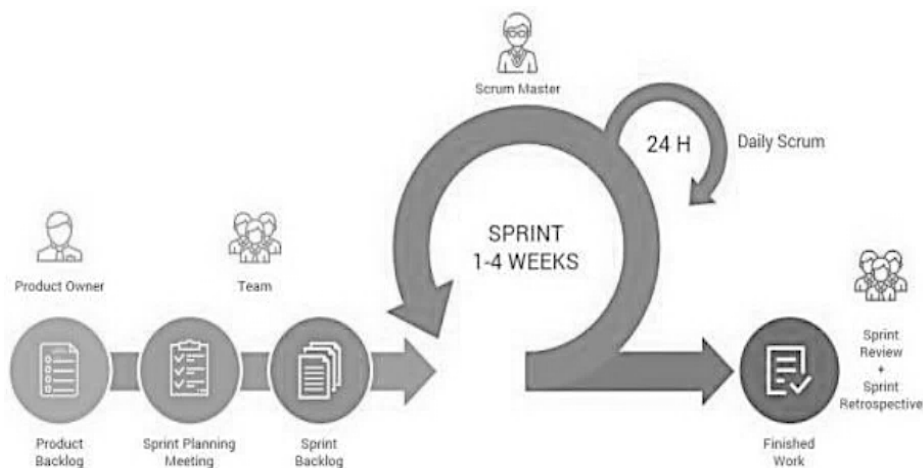 Scrum Master
24 H
Daily Scrum
SPRINT
1-4 WEEKS
Product Owner
Team
Product
Backlog
Sprint Planning
Meeting
Sprint
Backlog
Finished
Work
Sprint
Review
+
Sprint
Retrospective